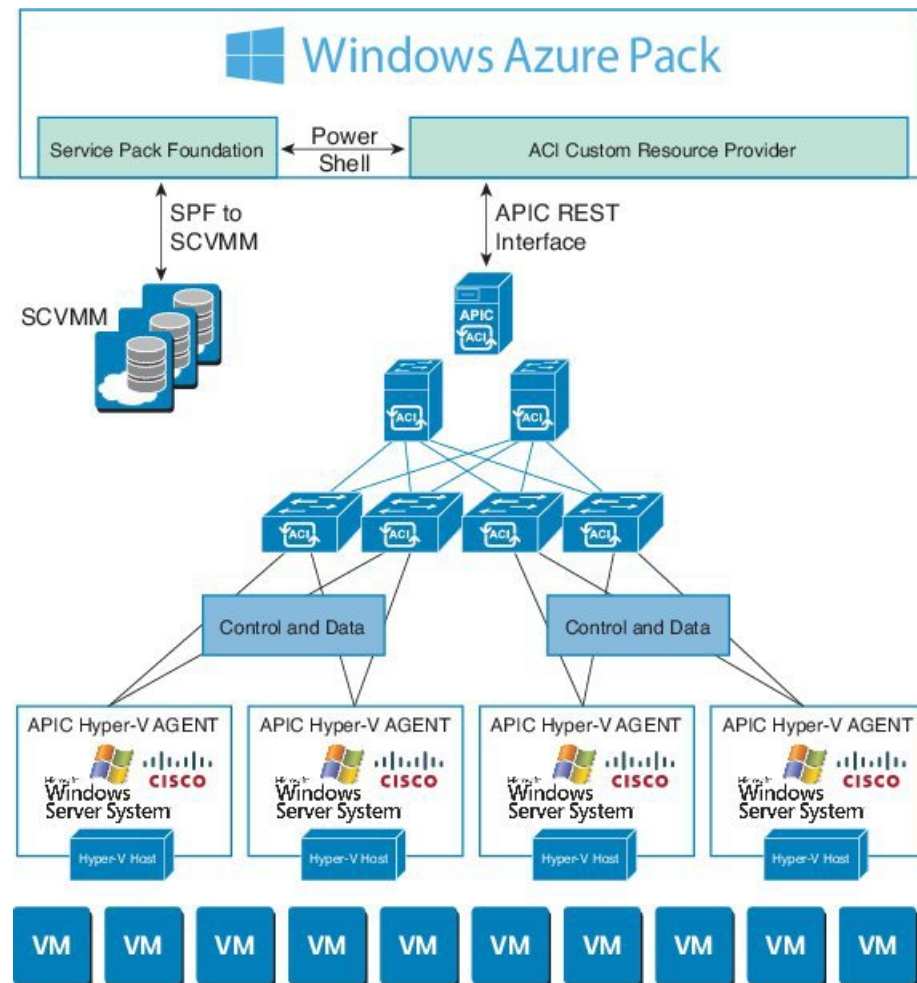 Windows Azure Pack
Service Pack Foundation
Power
Shell
ACI Custom Resource Provider
SPF to
SCVMM
APIC REST
Interface
SCVMM
APIC
ACI
ACI
ACI
ACI
ACI
ACI
ACI
Control and Data
Control and Data
APIC Hyper-V AGENT
APIC Hyper-V AGENT
APIC Hyper-V AGENT
APIC Hyper-V AGENT
CISCO
Windows
Server System
CISCO
Windows
Server System
CISCO
Windows
Server System
CISCO
Windows
Server System
Hyper-V Host
Hyper-V Host
Hyper-V Host
Hyper-V Host
VM
VM
VM
VM
VM
VM
VM
VM
VM
VM